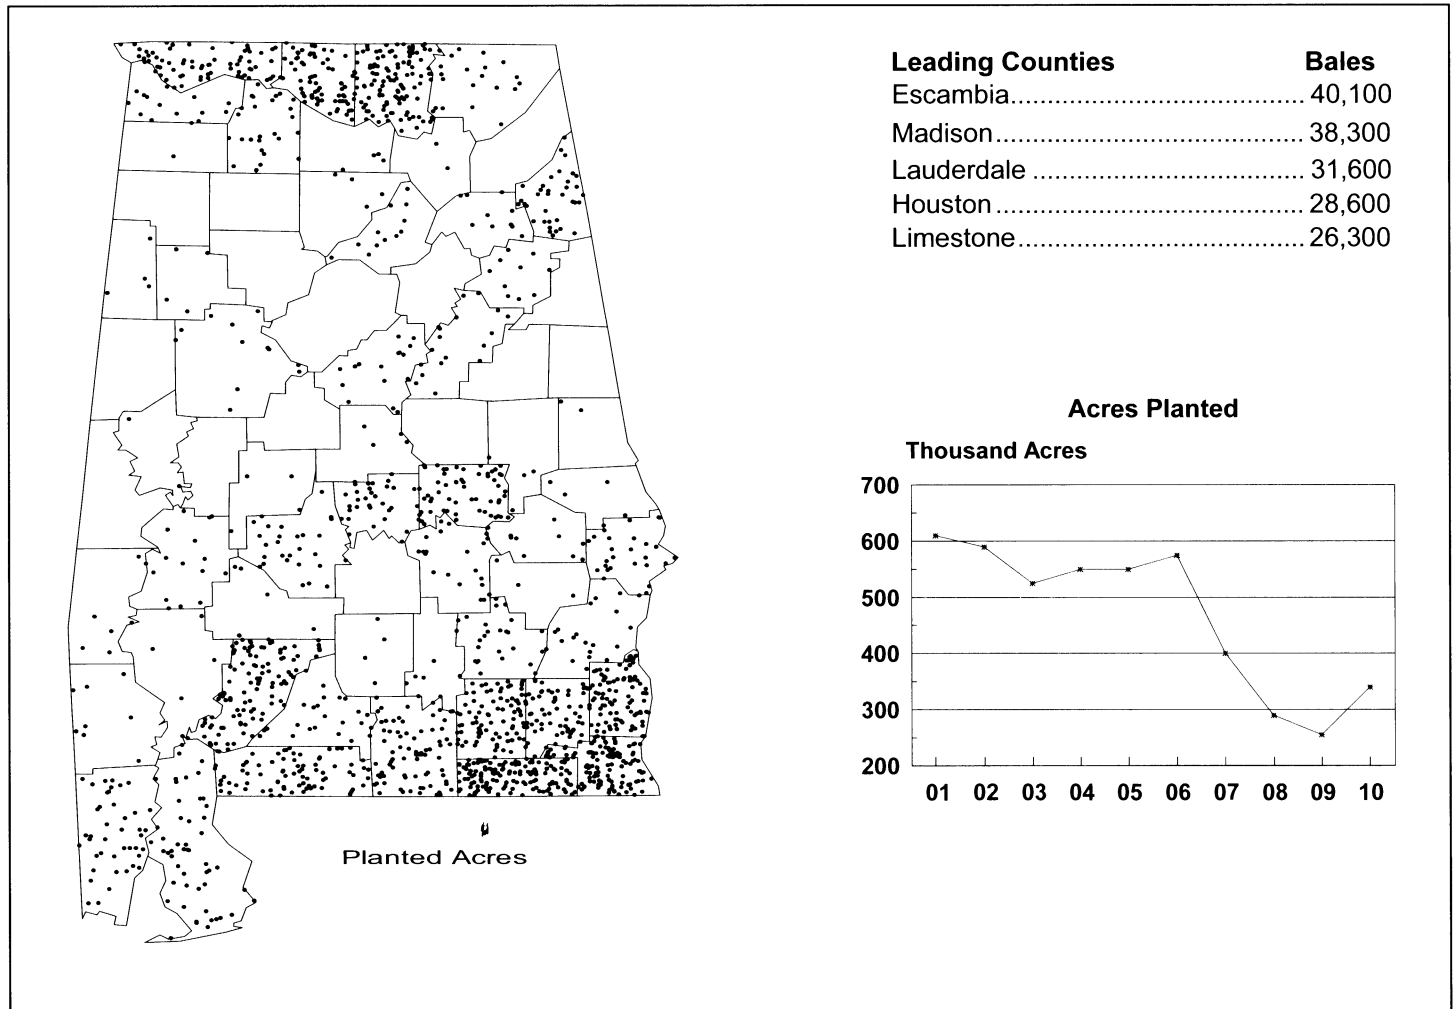 Leading Counties Bales
Escambia...................................... 40,100
Madison........................................ 38,300
Lauderdale ................................... 31,600
Houston........................................ 28,600
Limestone..................................... 26,300
Acres Planted
Thousand Acres
700
600
500
400
300
200
01 02 03 04 05 06 07 08 09 10
Planted Acres